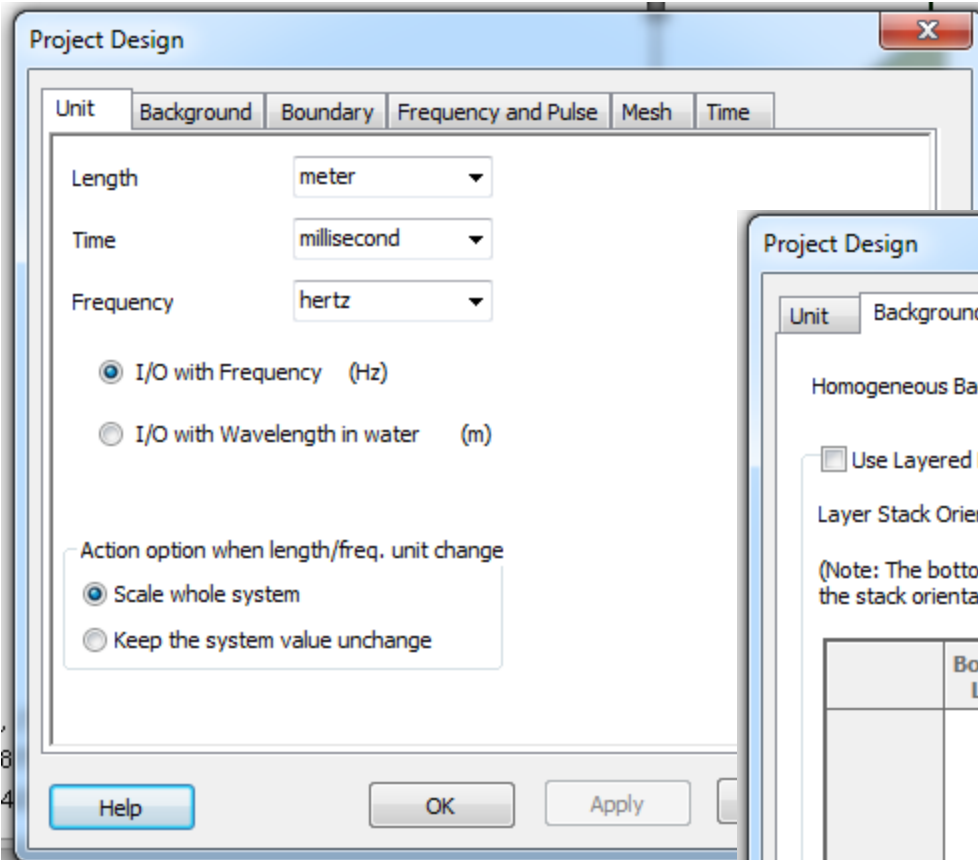 Project Design
Unit Background Boundary Frequency and Pulse Mesh Time
Length meter
Time millisecond
Frequency hertz
I/O with Frequency (Hz)
I/O with Wavelength in water (m)
Action option when length/freq. unit change
Scale whole system
Keep the system value unchange
Help OK Apply
8
4
Project Design
Unit Background
Homogeneous Ba
Use Layered
Layer Stack Orie
(Note: The botto
the stack orienta
Bo
L